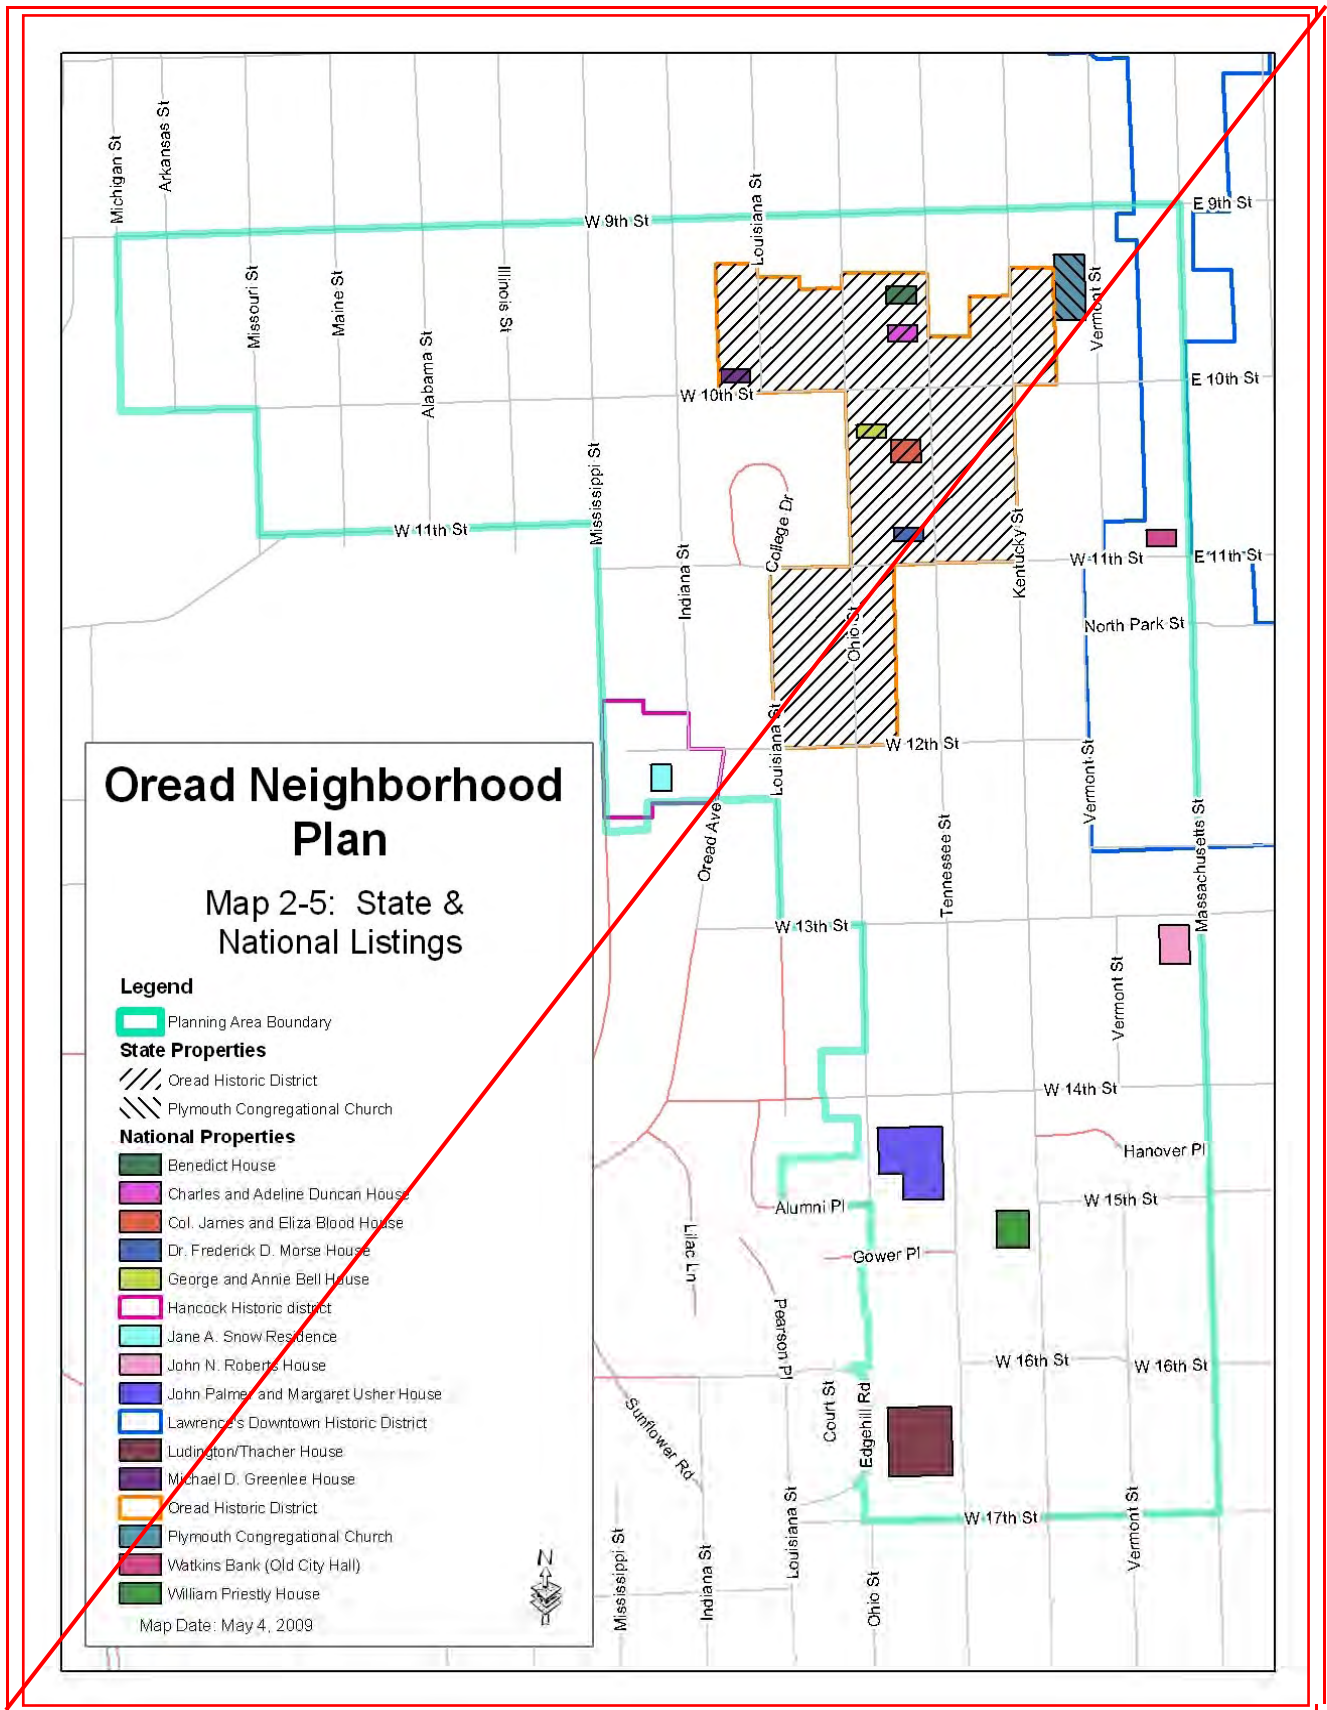 Michigan St
Arkansas St
Louisiana St
W 9th St
E 9th St
Missouri St
Maine St
Illinois St
Alabama St
Vermont St
W 10th St
E 10th St
Mississippi St
W 11th St
College Dr
Indiana St
Kentucky St
W 11th St
E 11th St
North Park St
Ohio St
Louisiana St
W 12th St
Vermont St
Oread Ave
Tennessee St
Massachusetts St
W 13th St
Vermont St
W 14th St
Hanover Pl
Alumni Pl
W 15th St
Lilac Ln
Gower Pl
Pearson Pl
W 16th St
W 16th St
Court St
Edgehill Rd
Sunflower Rd
Louisiana St
W 17th St
Vermont St
Mississippi St
Indiana St
Ohio St
Oread Neighborhood
Plan
Map 2-5: State &
National Listings
Legend
Planning Area Boundary
State Properties
Oread Historic District
Plymouth Congregational Church
National Properties
Benedict House
Charles and Adeline Duncan House
Col. James and Eliza Blood House
Dr. Frederick D. Morse House
George and Annie Bell House
Hancock Historic district
Jane A. Snow Residence
John N. Roberts House
John Palmer and Margaret Usher House
Lawrence's Downtown Historic District
Ludington/Thacher House
Michael D. Greenlee House
Oread Historic District
Plymouth Congregational Church
Watkins Bank (Old City Hall)
William Priestly House
Map Date: May 4, 2009
N